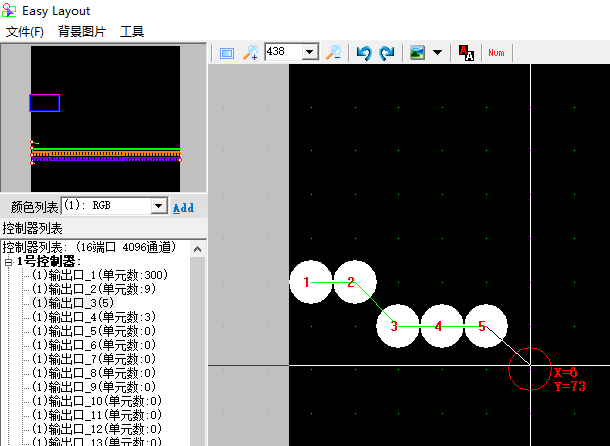 Easy Layout
文件(F) 背景图片 工具
438 Num
颜色列表 (1): RGB Add
控制器列表
控制器列表: (16端口 4096通道)
1号控制器:
(1)输出口_1(单元数:300)
(1)输出口_2(单元数:9)
(1)输出口_3(5)
(1)输出口_4(单元数:3)
(1)输出口_5(单元数:0)
(1)输出口_6(单元数:0)
(1)输出口_7(单元数:0)
(1)输出口_8(单元数:0)
(1)输出口_9(单元数:0)
(1)输出口_10(单元数:0)
(1)输出口_11(单元数:0)
(1)输出口_12(单元数:0)
(1)输出口_13(单元数:0)
1 2
3 4 5
X=6
Y=73